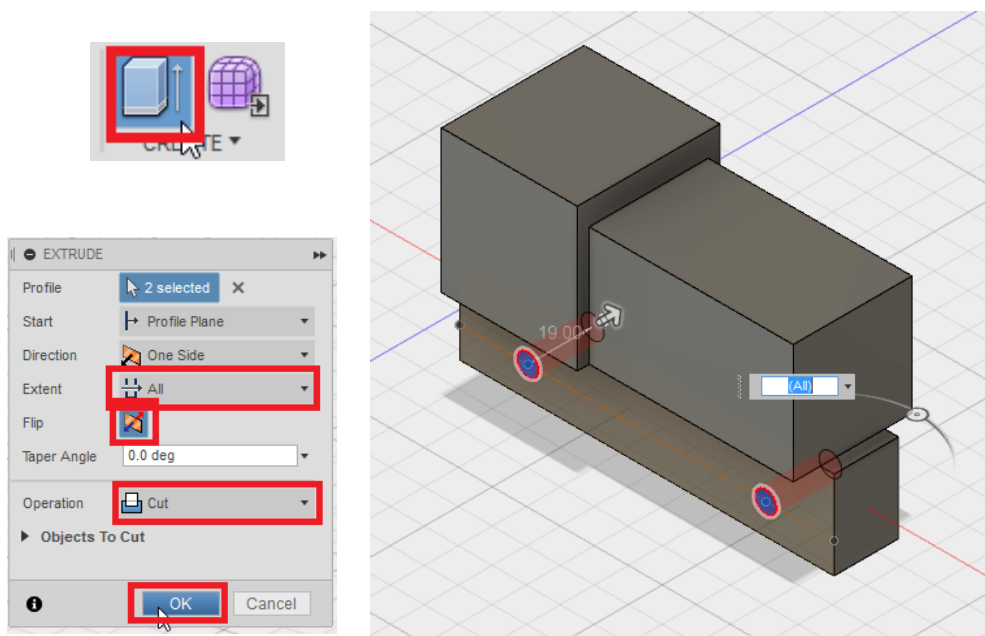 CREATE
EXTRUDE
Profile 2 selected
Start Profile Plane
Direction One Side
Extent All
Flip
Taper Angle 0.0 deg
Operation Cut
Objects To Cut
OK Cancel
19.00
(All)